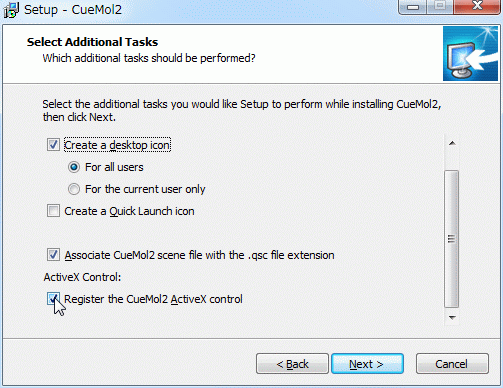 Setup - CueMol2
Select Additional Tasks
Which additional tasks should be performed?
Select the additional tasks you would like Setup to perform while installing CueMol2,
then click Next.
Create a desktop icon
For all users
For the current user only
Create a Quick Launch icon
Associate CueMol2 scene file with the .qsc file extension
ActiveX Control:
Register the CueMol2 ActiveX control
< Back
Next >
Cancel